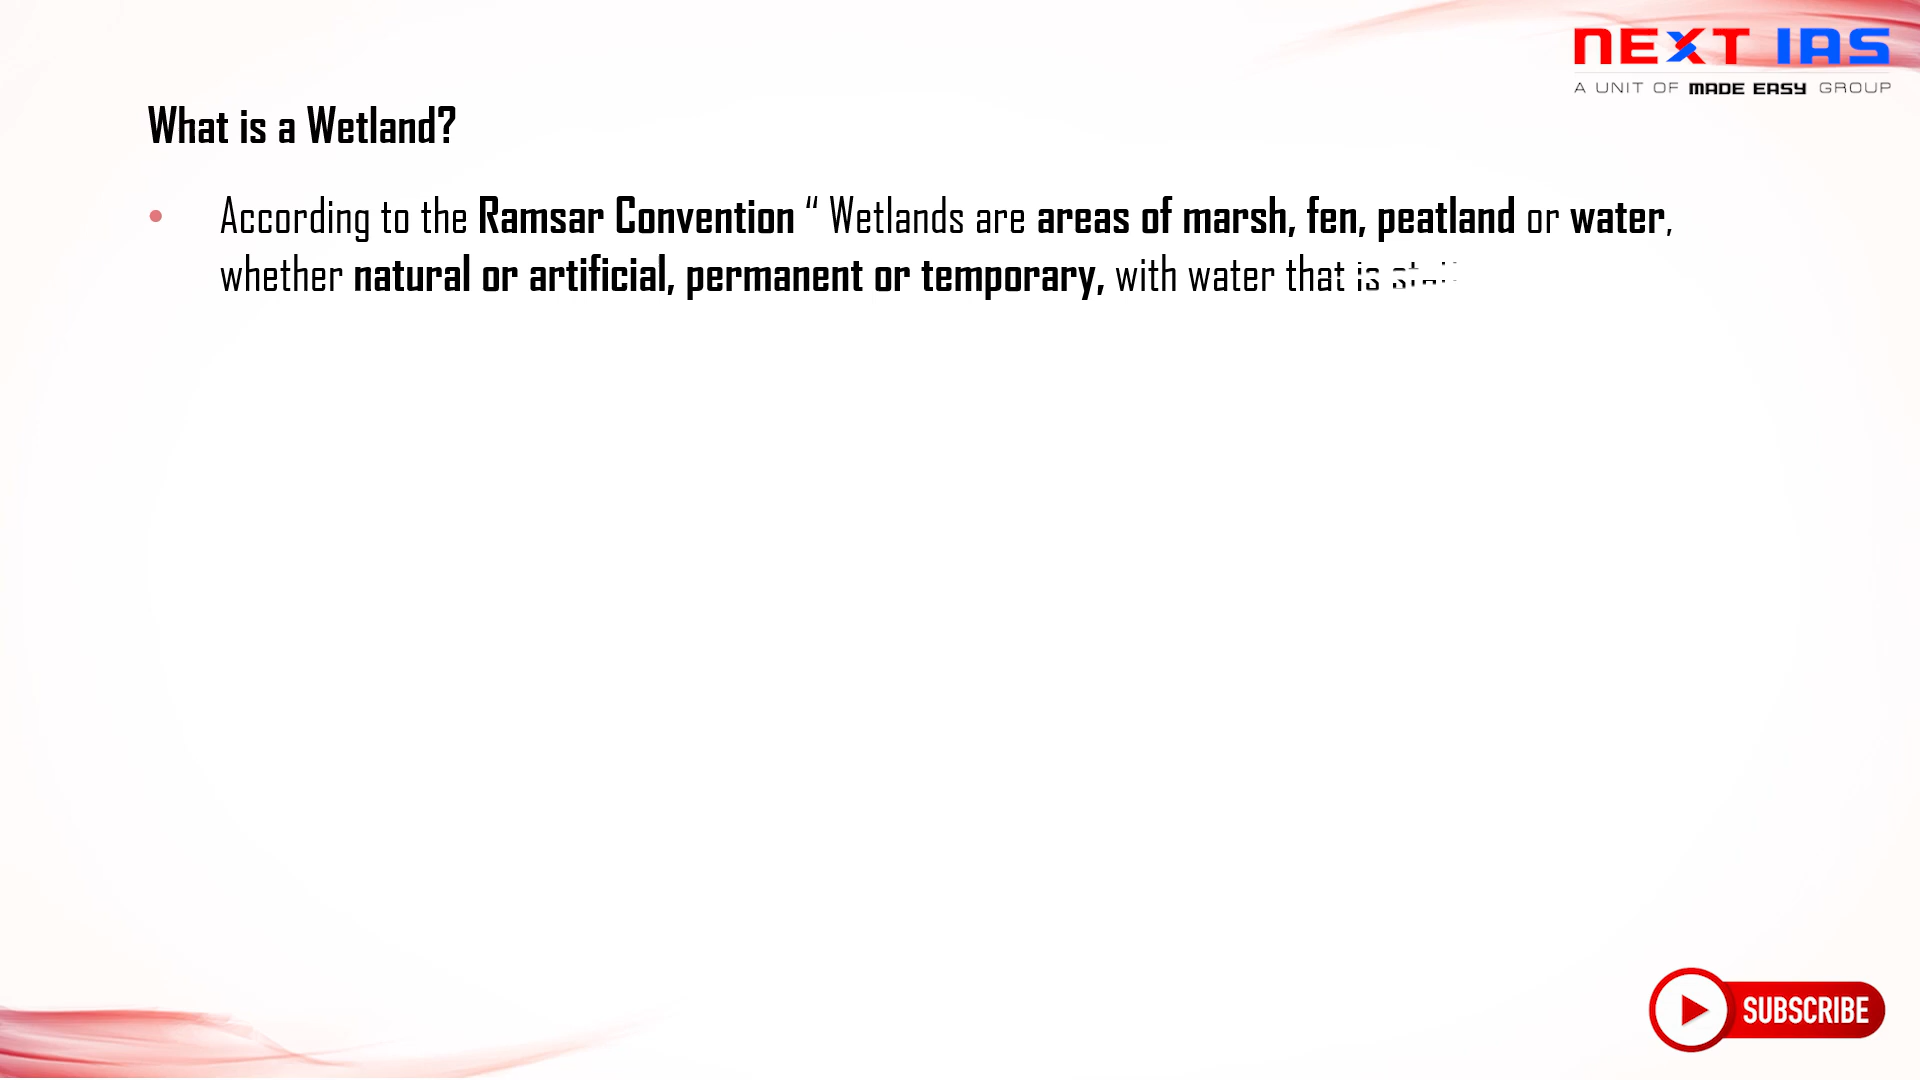 NEXT IAS
A UNIT OF MADE EASY GROUP
What is a Wetland?
• According to the Ramsar Convention “ Wetlands are areas of marsh, fen, peatland or water,
whether natural or artificial, permanent or temporary, with water that is
SUBSCRIBE